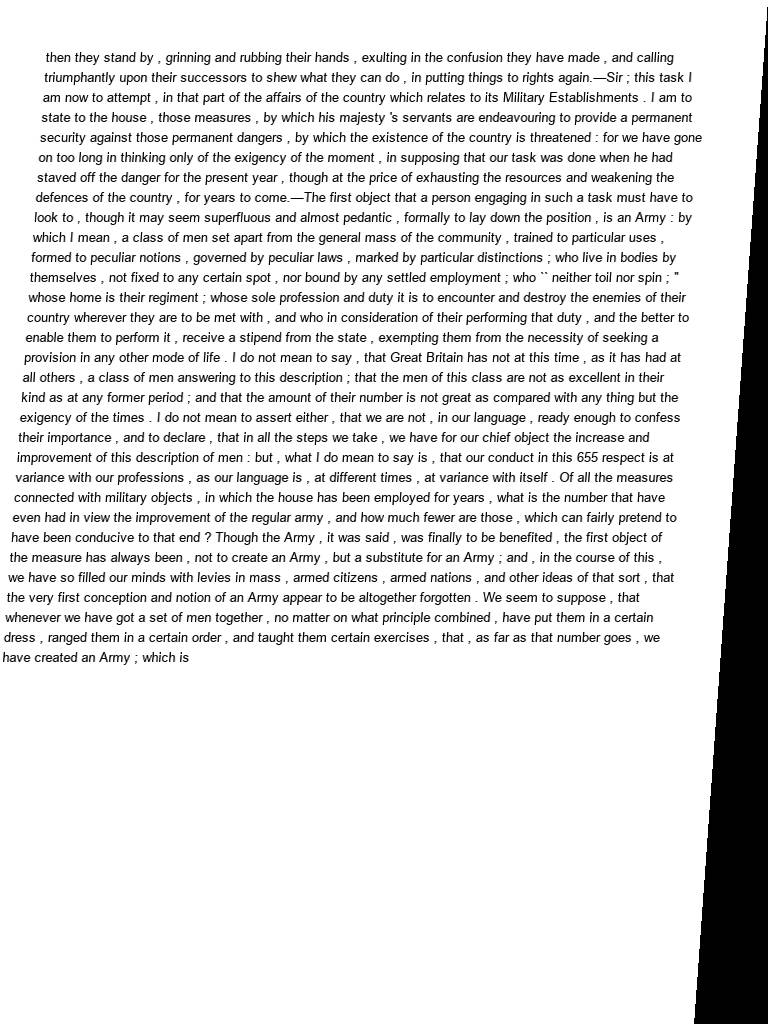 then they stand by , grinning and rubbing their hands , exulting in the confusion they have made , and calling
triumphantly upon their successors to shew what they can do , in putting things to rights again.—Sir ; this task I
am now to attempt , in that part of the affairs of the country which relates to its Military Establishments . I am to
state to the house , those measures , by which his majesty 's servants are endeavouring to provide a permanent
security against those permanent dangers , by which the existence of the country is threatened : for we have gone
on too long in thinking only of the exigency of the moment , in supposing that our task was done when he had
staved off the danger for the present year , though at the price of exhausting the resources and weakening the
defences of the country , for years to come.—The first object that a person engaging in such a task must have to
look to , though it may seem superfluous and almost pedantic , formally to lay down the position , is an Army : by
which I mean , a class of men set apart from the general mass of the community , trained to particular uses ,
formed to peculiar notions , governed by peculiar laws , marked by particular distinctions ; who live in bodies by
themselves , not fixed to any certain spot , nor bound by any settled employment ; who `` neither toil nor spin ; "
whose home is their regiment ; whose sole profession and duty it is to encounter and destroy the enemies of their
country wherever they are to be met with , and who in consideration of their performing that duty , and the better to
enable them to perform it , receive a stipend from the state , exempting them from the necessity of seeking a
provision in any other mode of life . I do not mean to say , that Great Britain has not at this time , as it has had at
all others , a class of men answering to this description ; that the men of this class are not as excellent in their
kind as at any former period ; and that the amount of their number is not great as compared with any thing but the
exigency of the times . I do not mean to assert either , that we are not , in our language , ready enough to confess
their importance , and to declare , that in all the steps we take , we have for our chief object the increase and
improvement of this description of men : but , what I do mean to say is , that our conduct in this 655 respect is at
variance with our professions , as our language is , at different times , at variance with itself . Of all the measures
connected with military objects , in which the house has been employed for years , what is the number that have
even had in view the improvement of the regular army , and how much fewer are those , which can fairly pretend to
have been conducive to that end ? Though the Army , it was said , was finally to be benefited , the first object of
the measure has always been , not to create an Army , but a substitute for an Army ; and , in the course of this ,
we have so filled our minds with levies in mass , armed citizens , armed nations , and other ideas of that sort , that
the very first conception and notion of an Army appear to be altogether forgotten . We seem to suppose , that
whenever we have got a set of men together , no matter on what principle combined , have put them in a certain
dress , ranged them in a certain order , and taught them certain exercises , that , as far as that number goes , we
have created an Army ; which is